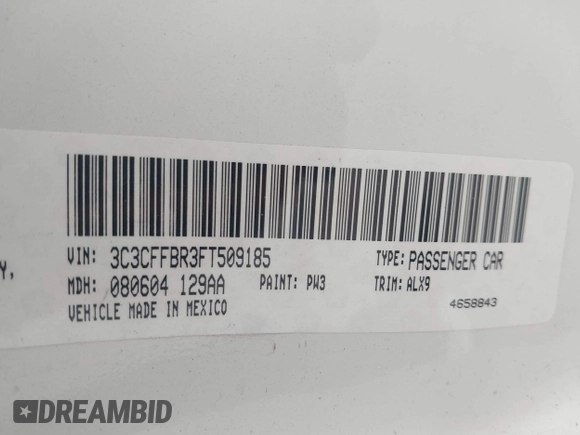 VIN: 3C3CFFBR3FT509185 TYPE: PASSENGER CAR
Y,
MDH: 080604 129AA PAINT: PW3 TRIM: ALX9
VEHICLE MADE IN MEXICO 4658843
DREAMBID